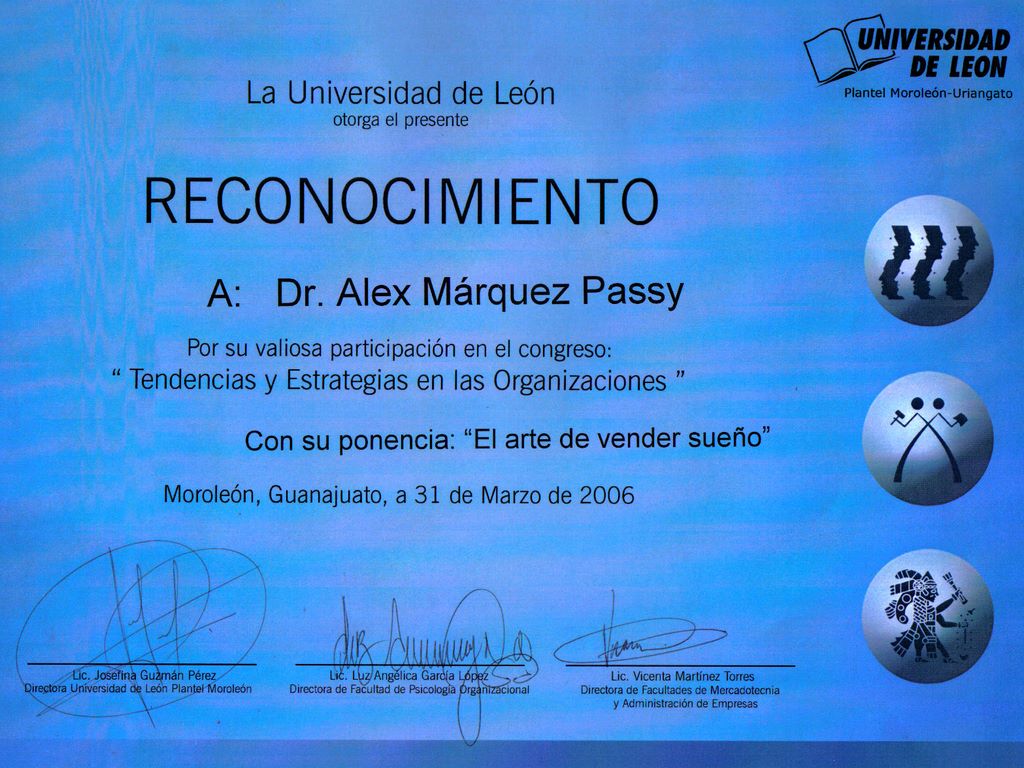 UNIVERSIDAD
DE LEON
Plantel Moroleón-Uriangato
La Universidad de León
otorga el presente
RECONOCIMIENTO
A: Dr. Alex Márquez Passy
Por su valiosa participación en el congreso:
“ Tendencias y Estrategias en las Organizaciones ”
Con su ponencia: “El arte de vender sueño”
Moroleón, Guanajuato, a 31 de Marzo de 2006
Lic. Josefina Guzmán Pérez
Directora Universidad de León Plantel Moroleón
Lic. Luz Angélica García López
Directora de Facultad de Psicología Organizacional
Lic. Vicenta Martínez Torres
Directora de Facultades de Mercadotecnia
y Administración de Empresas